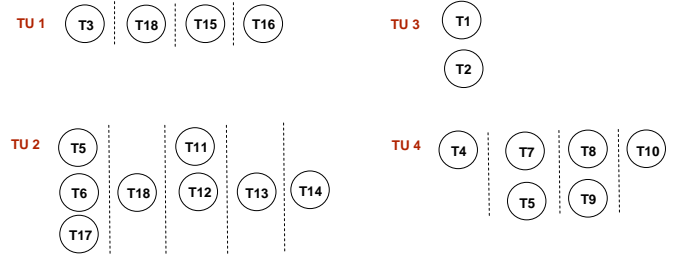 TU 1 T3 T18 T15 T16
TU 3 T1
T2
TU 2 T5 T11
T6 T18 T12 T13 T14
T17
TU 4 T4 T7 T8 T10
T5 T9